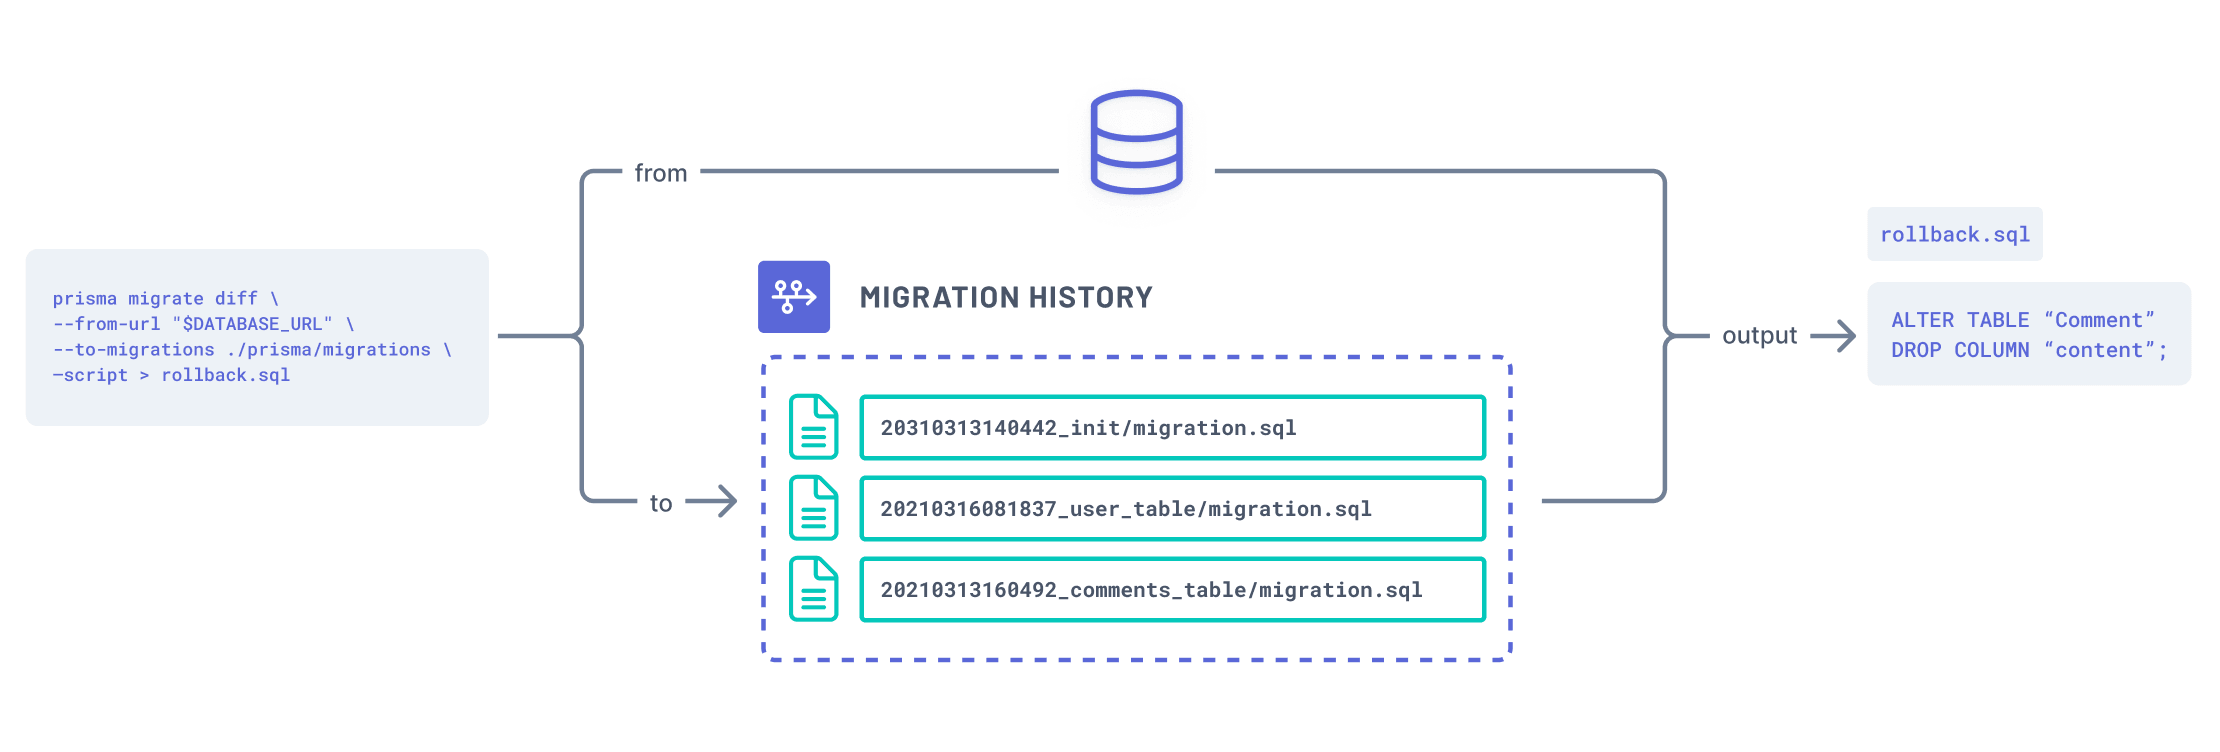 prisma migrate diff \
--from-url "$DATABASE_URL" \
--to-migrations ./prisma/migrations \
–script > rollback.sql
from
to
MIGRATION HISTORY
20310313140442_init/migration.sql
20210316081837_user_table/migration.sql
20210313160492_comments_table/migration.sql
output
rollback.sql
ALTER TABLE “Comment”
DROP COLUMN “content”;